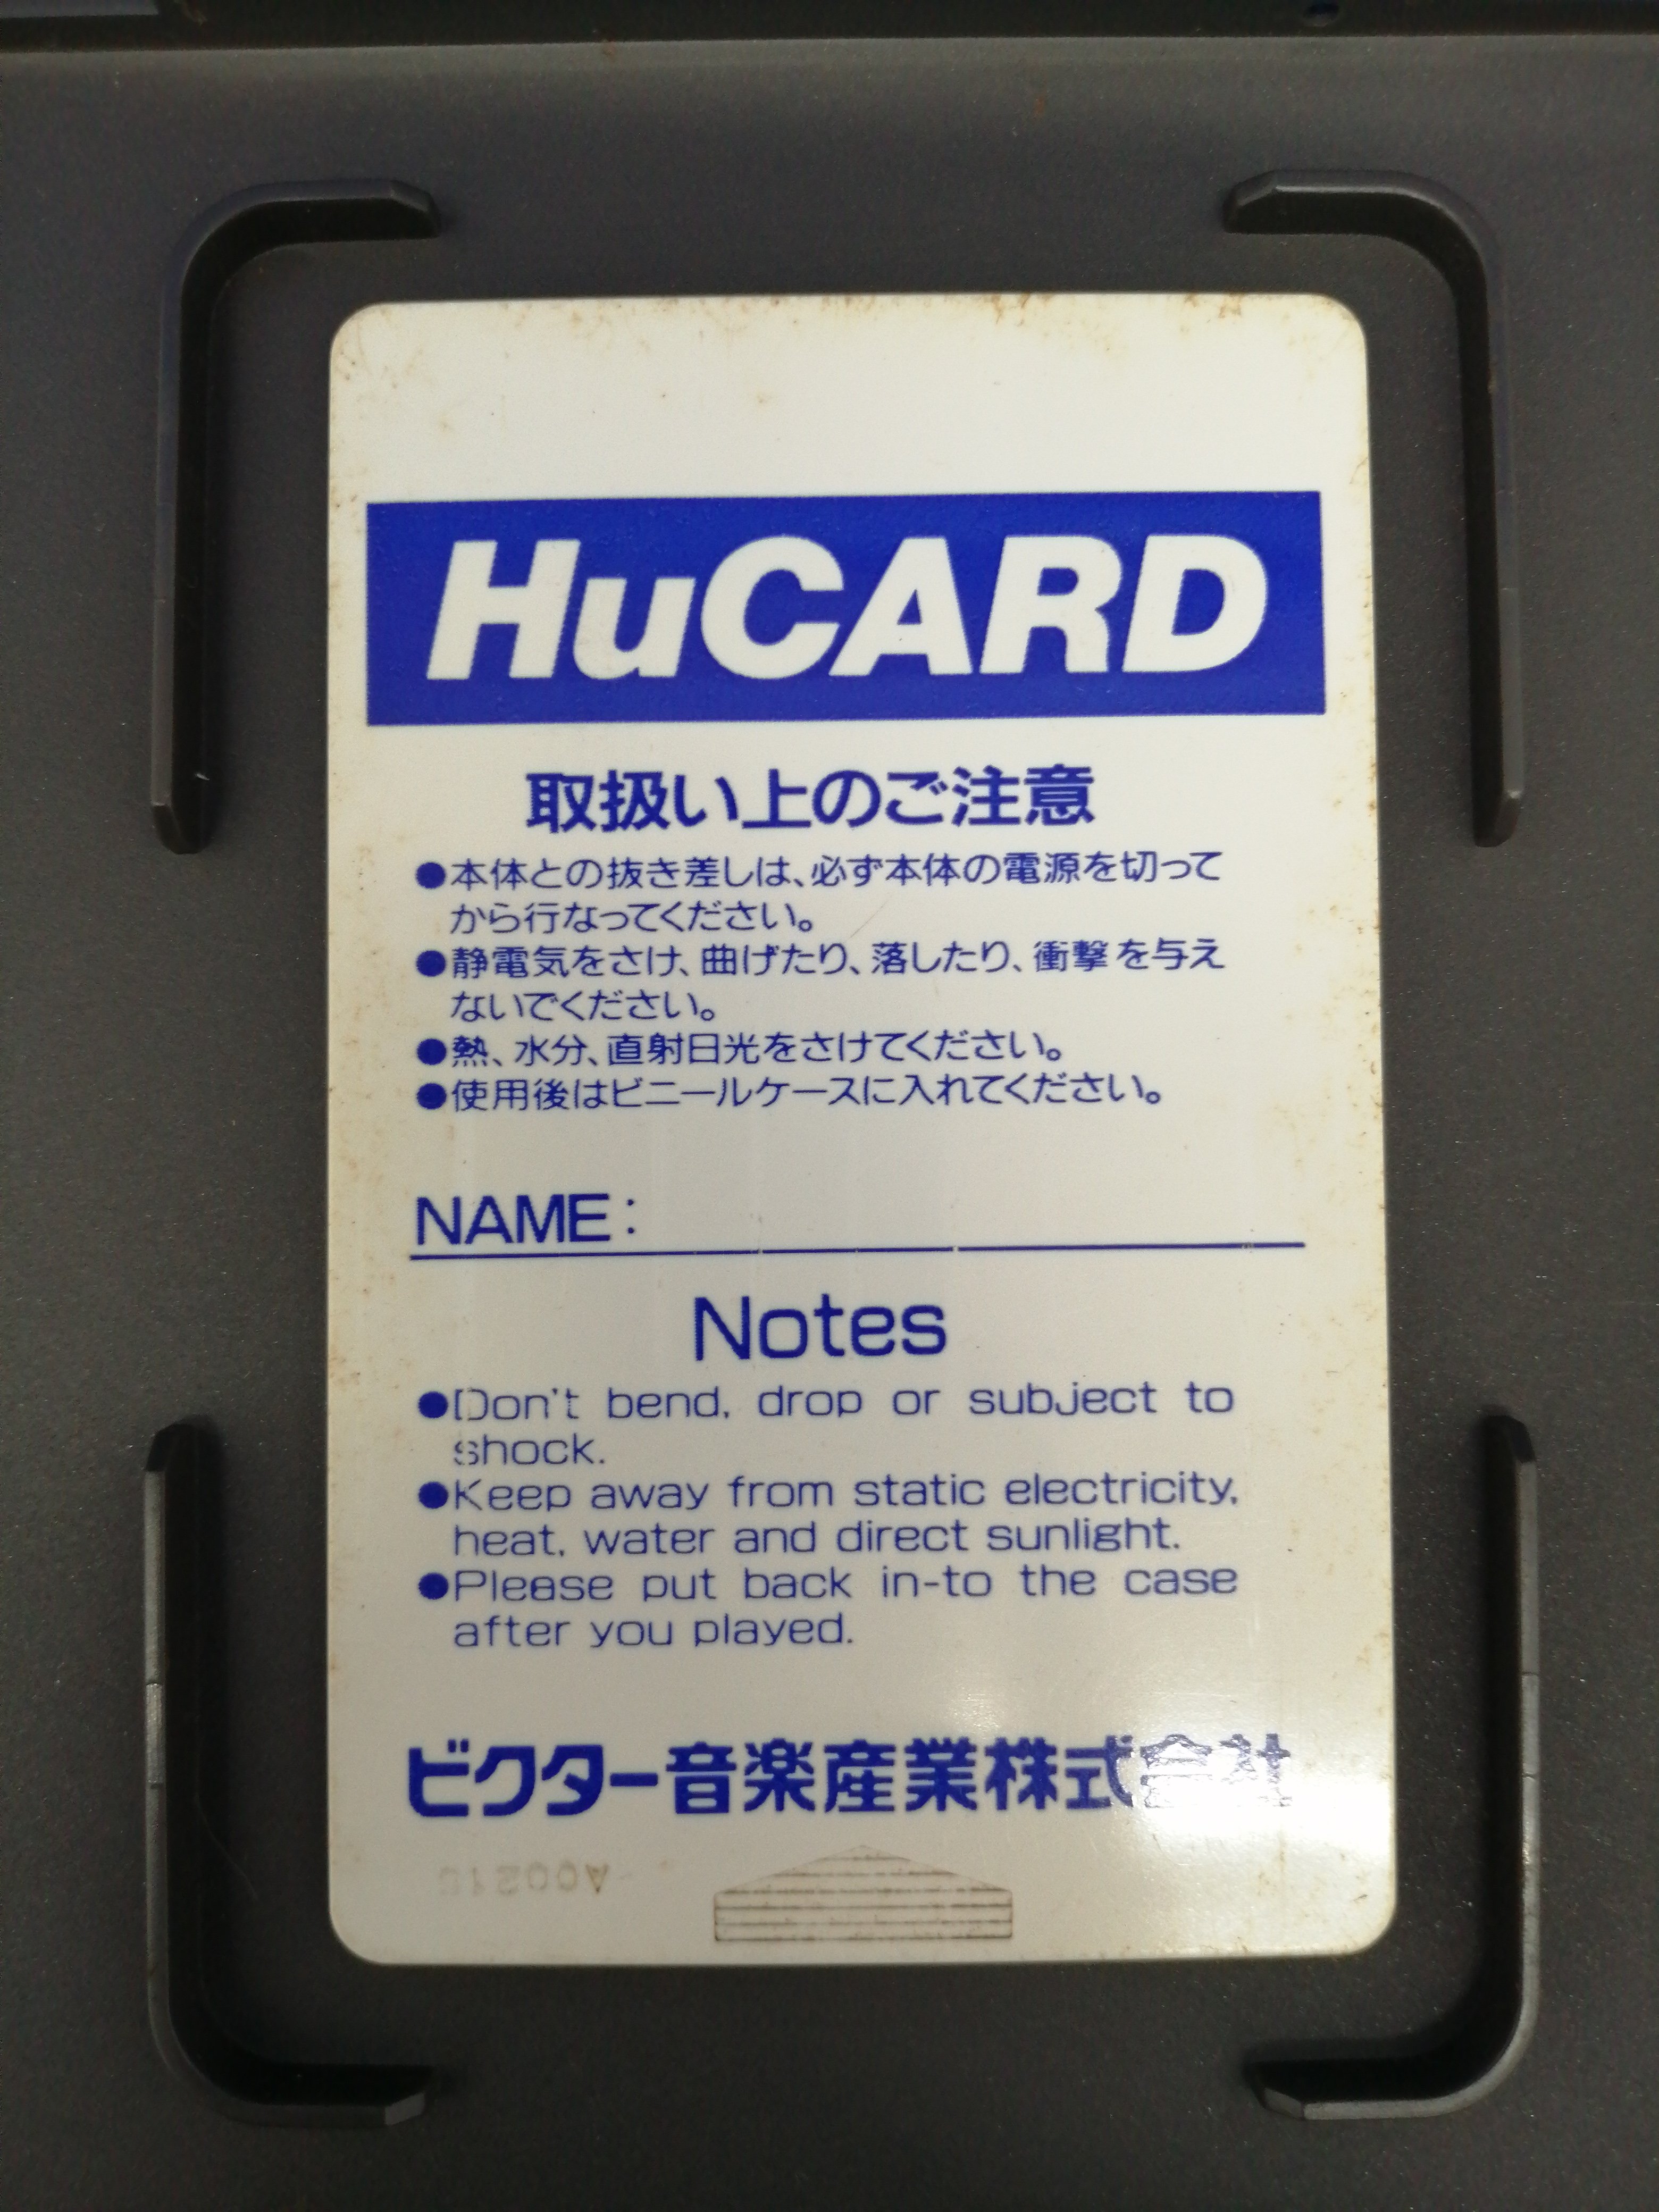 HuCARD
取扱い上のご注意
●本体との抜き差しは、必ず本体の電源を切って
から行なってください。
●静電気をさけ、曲げたり、落したり、衝撃を与え
ないでください。
●熱、水分、直射日光をさけてください。
●使用後はビニールケースに入れてください。
NAME:
Notes
●Don't bend, drop or subject to
shock.
●Keep away from static electricity,
heat, water and direct sunlight.
●Please put back in-to the case
after you played.
ビクター音楽産業株式会社